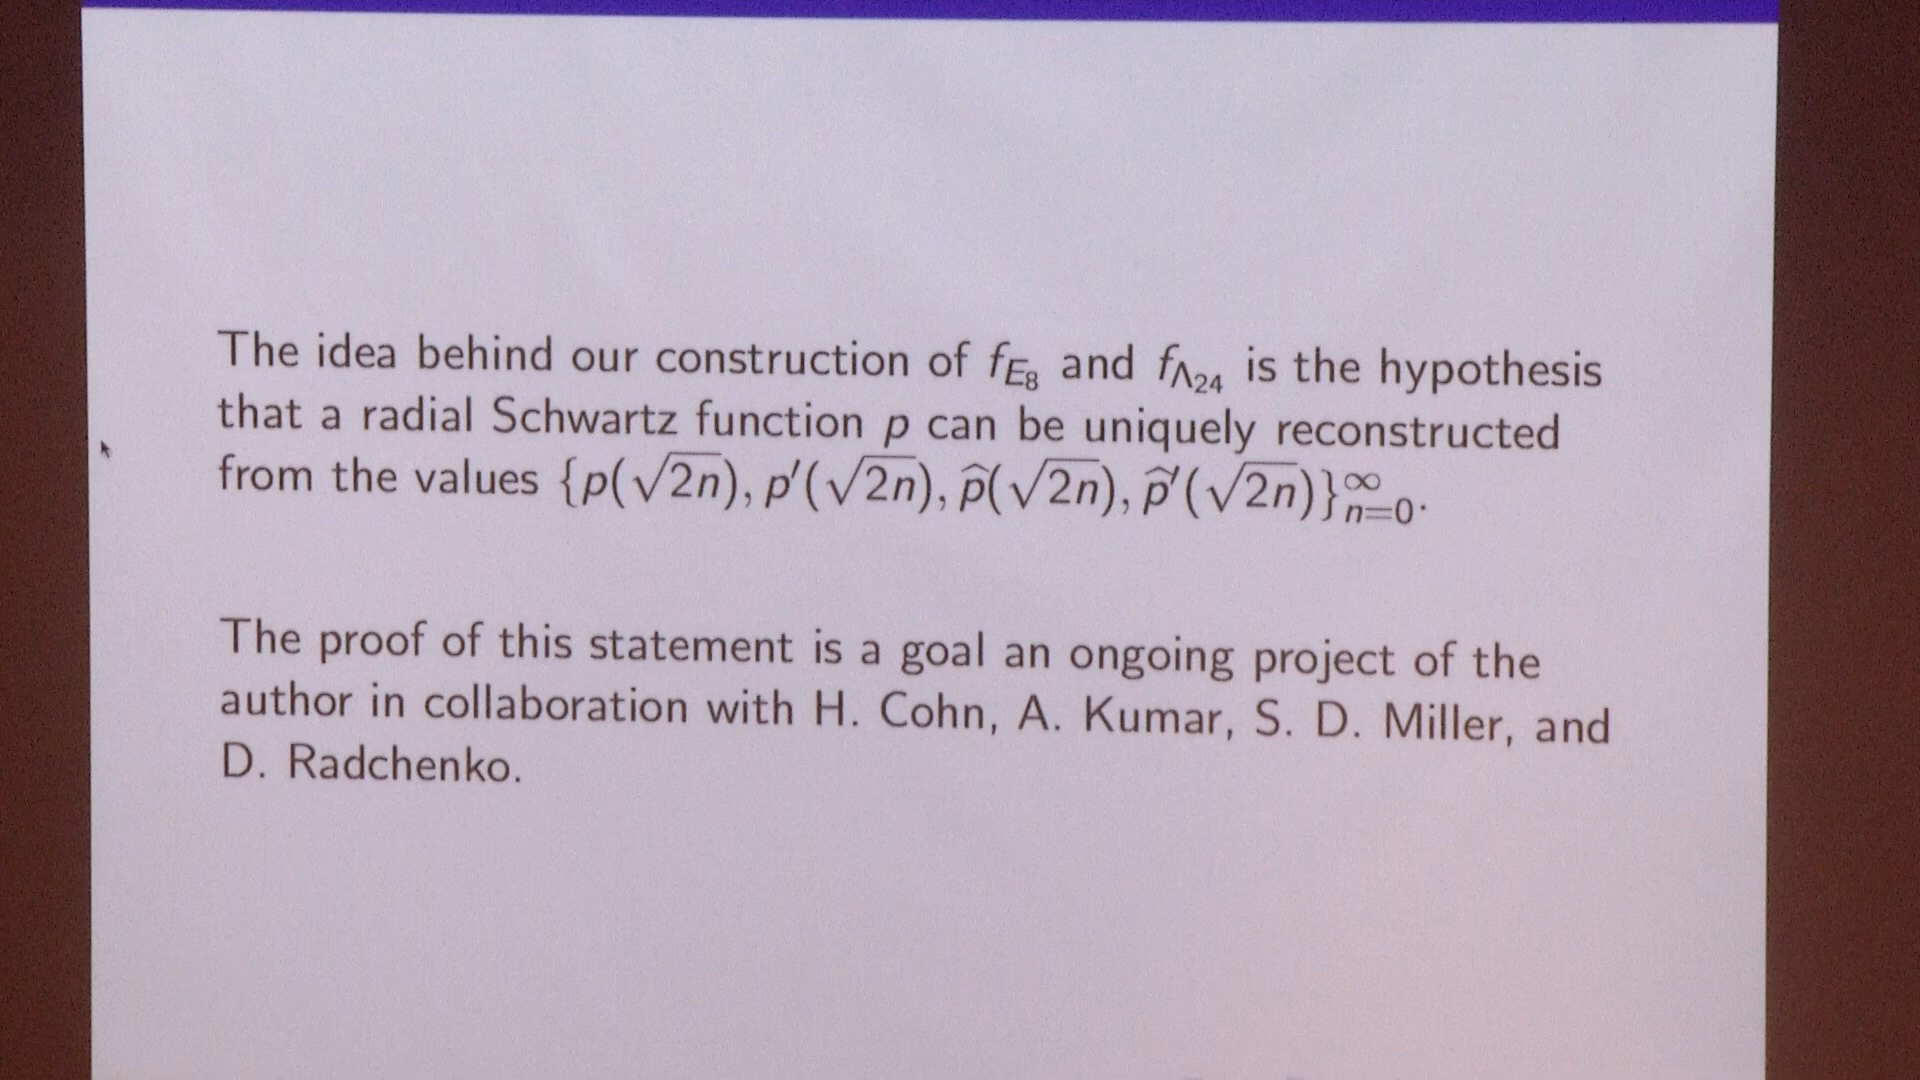 The idea behind our construction of f_{E_8} and f_{Λ_{24}} is the hypothesis
that a radial Schwartz function p can be uniquely reconstructed
from the values {p(√2n), p′(√2n), p̂(√2n), p̂′(√2n)}_{n=0}^∞.
The proof of this statement is a goal an ongoing project of the
author in collaboration with H. Cohn, A. Kumar, S. D. Miller, and
D. Radchenko.